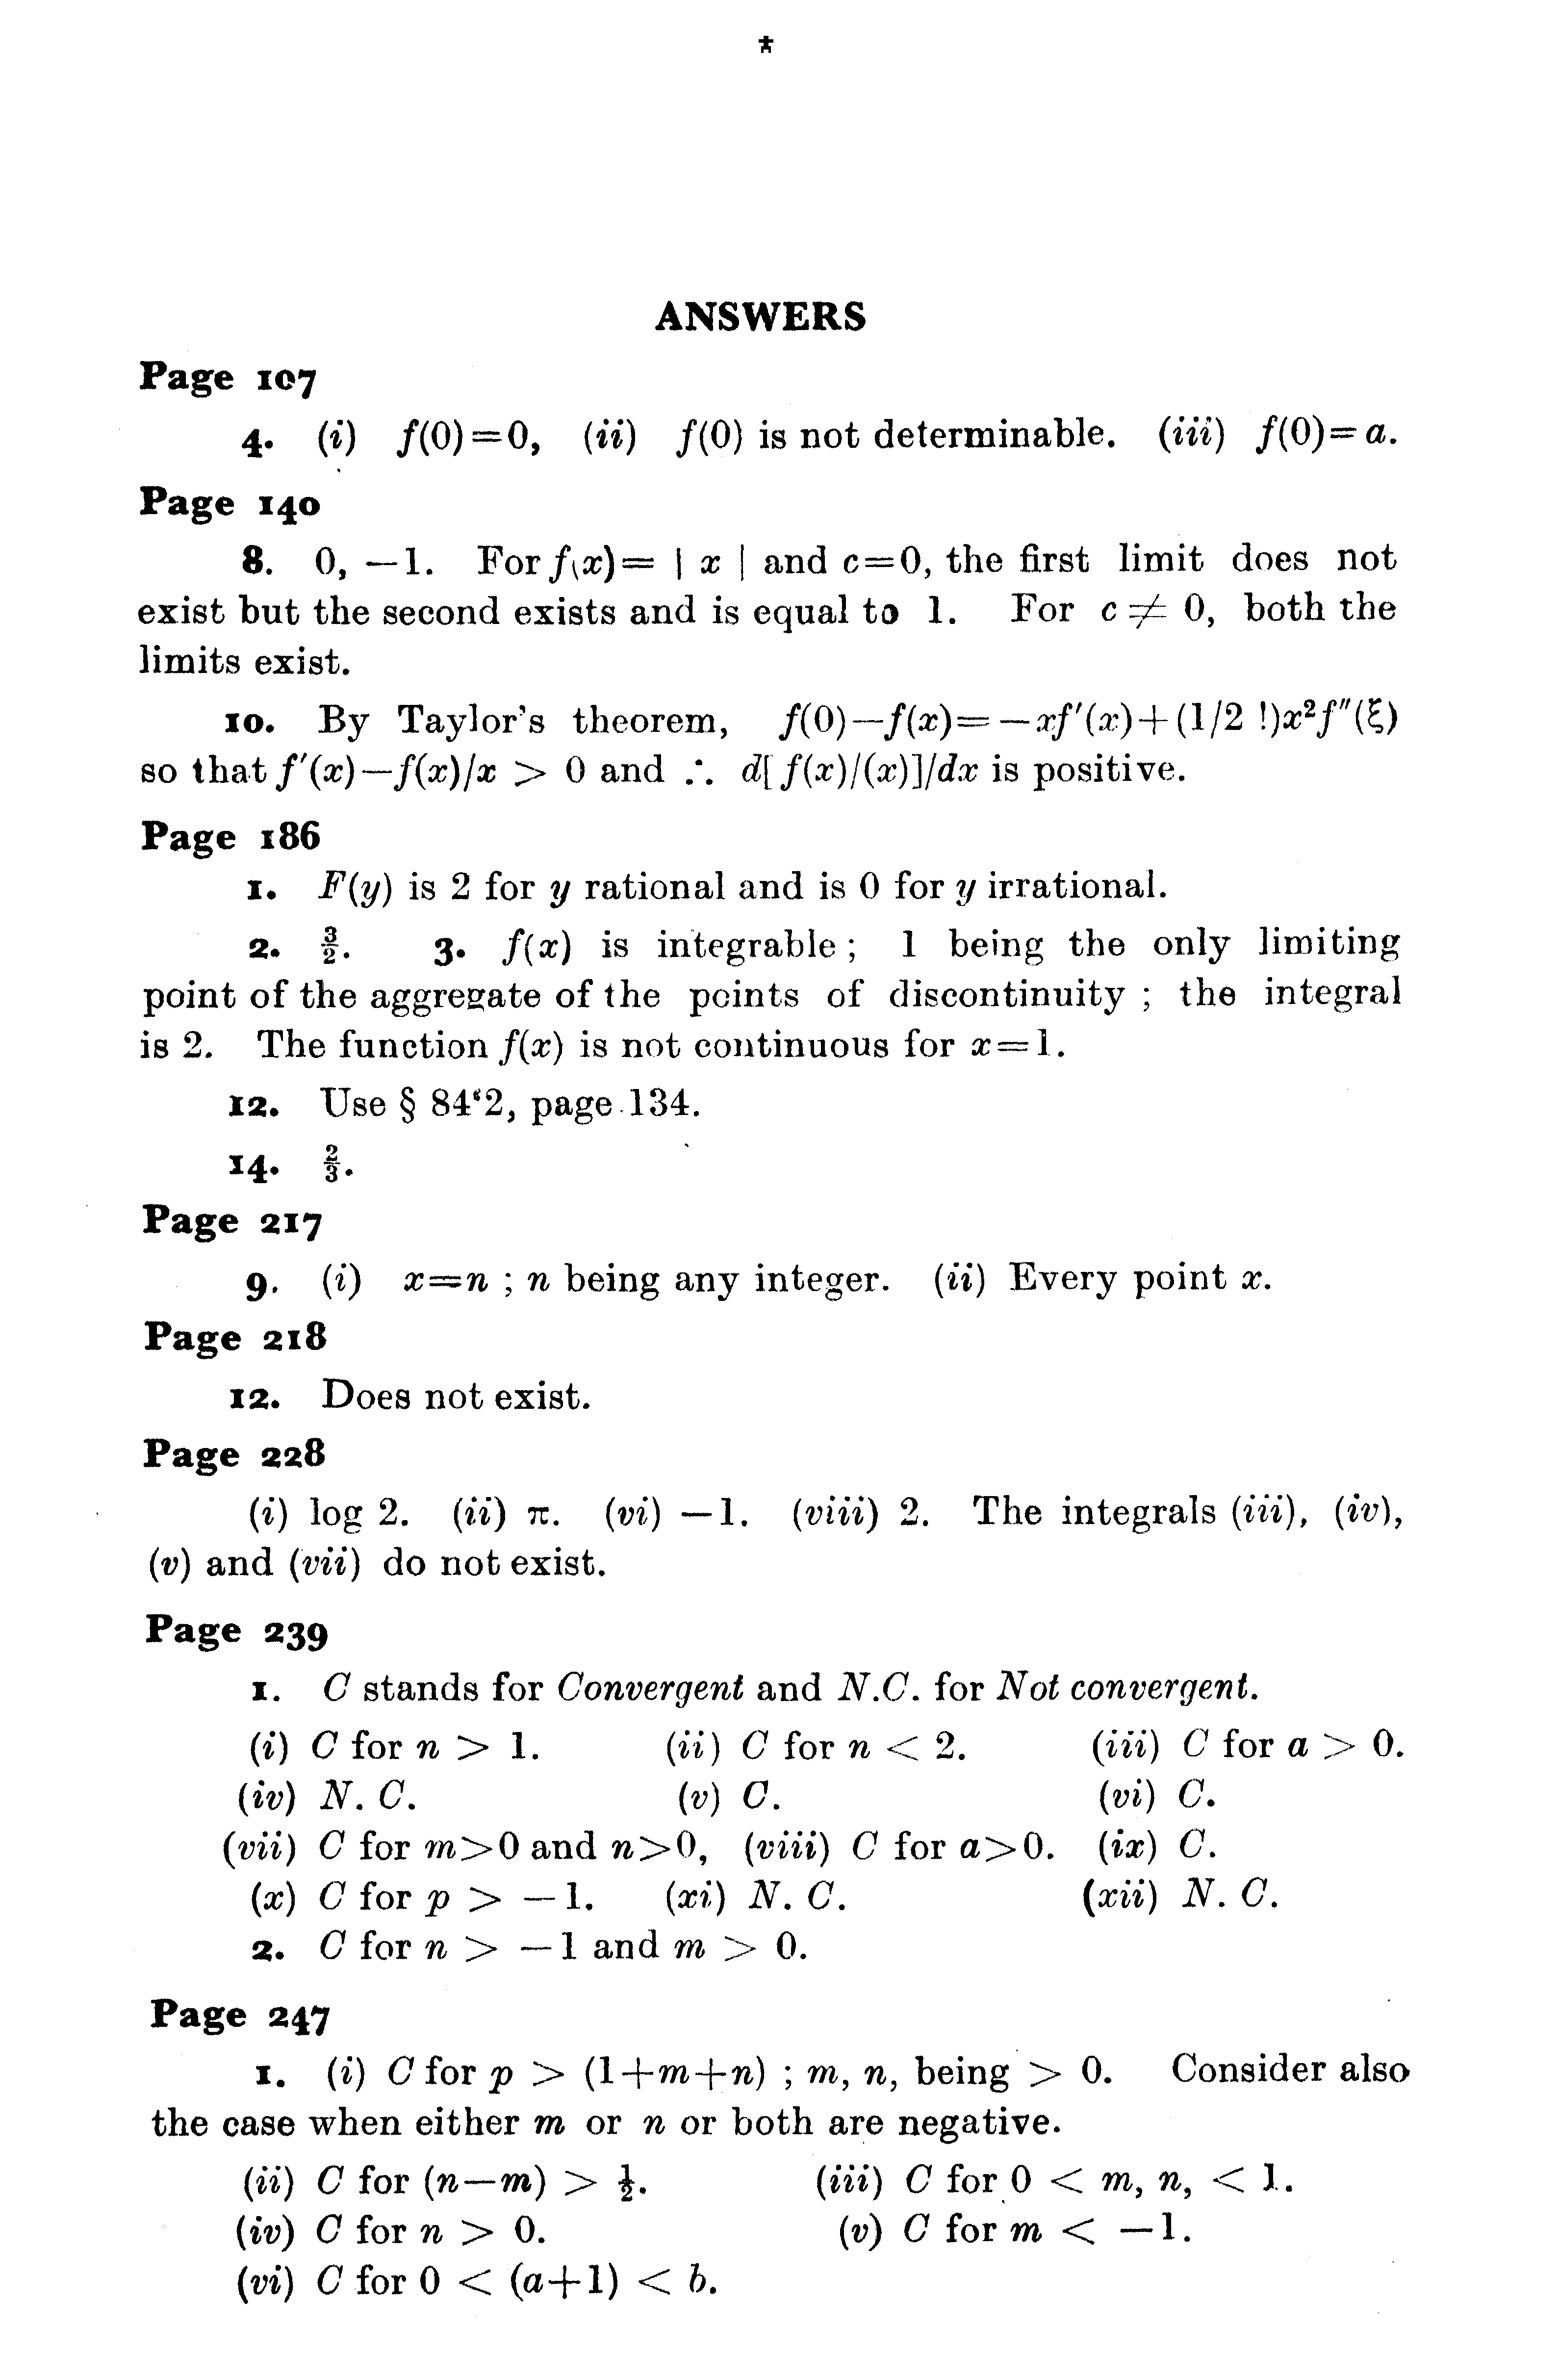 ANSWERS
Page 107
4. (i) f(0)=0, (ii) f(0) is not determinable. (iii) f(0)=a.
Page 140
8. 0, —1. For f(x)= | x | and c=0, the first limit does not
exist but the second exists and is equal to 1. For c ≠ 0, both the
limits exist.
10. By Taylor's theorem, f(0)—f(x)=—xf′(x)+(1/2 !)x²f″(ξ)
so that f′(x)—f(x)/x > 0 and ∴ d[f(x)/(x)]/dx is positive.
Page 186
1. F(y) is 2 for y rational and is 0 for y irrational.
2. 3/2. 3. f(x) is integrable ; 1 being the only limiting
point of the aggregate of the points of discontinuity ; the integral
is 2. The function f(x) is not continuous for x=1.
12. Use § 84·2, page 134.
14. 2/3.
Page 217
9. (i) x=n ; n being any integer. (ii) Every point x.
Page 218
12. Does not exist.
Page 228
(i) log 2. (ii) π. (vi) —1. (viii) 2. The integrals (iii), (iv),
(v) and (vii) do not exist.
Page 239
1. C stands for Convergent and N.C. for Not convergent.
(i) C for n > 1. (ii) C for n < 2. (iii) C for a > 0.
(iv) N. C. (v) C. (vi) C.
(vii) C for m>0 and n>0, (viii) C for a>0. (ix) C.
(x) C for p > —1. (xi) N. C. (xii) N. C.
2. C for n > —1 and m > 0.
Page 247
1. (i) C for p > (1+m+n) ; m, n, being > 0. Consider also
the case when either m or n or both are negative.
(ii) C for (n—m) > ½. (iii) C for 0 < m, n, < 1.
(iv) C for n > 0. (v) C for m < —1.
(vi) C for 0 < (a+1) < b.